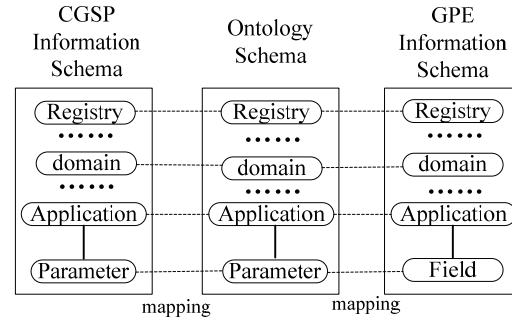 CGSP
Information
Schema
Registry
......
domain
......
Application
Parameter
Ontology
Schema
Registry
......
domain
......
Application
Parameter
GPE
Information
Schema
Registry
......
domain
......
Application
Field
mapping
mapping